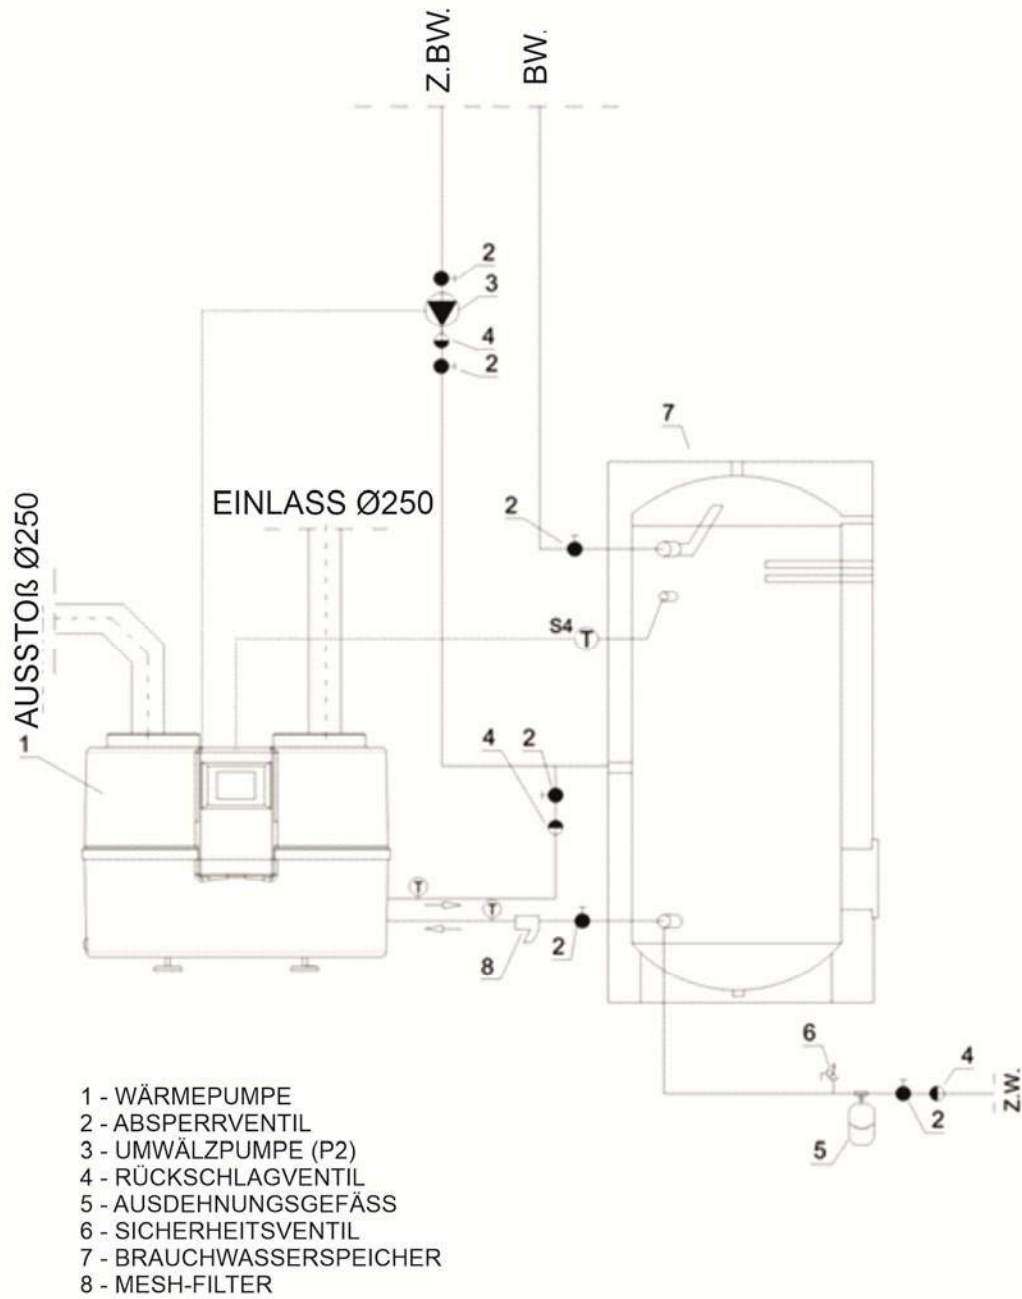 Z.BW.
BW.
2
3
4
2
7
EINLASS Ø250
2
AUSSTOß Ø250
S4
T
1
4
2
T
T
8
2
6
4
Z.W.
5
2
1 - WÄRMEPUMPE
2 - ABSPERRVENTIL
3 - UMWÄLZPUMPE (P2)
4 - RÜCKSCHLAGVENTIL
5 - AUSDEHNUNGSGEFÄSS
6 - SICHERHEITSVENTIL
7 - BRAUCHWASSERSPEICHER
8 - MESH-FILTER